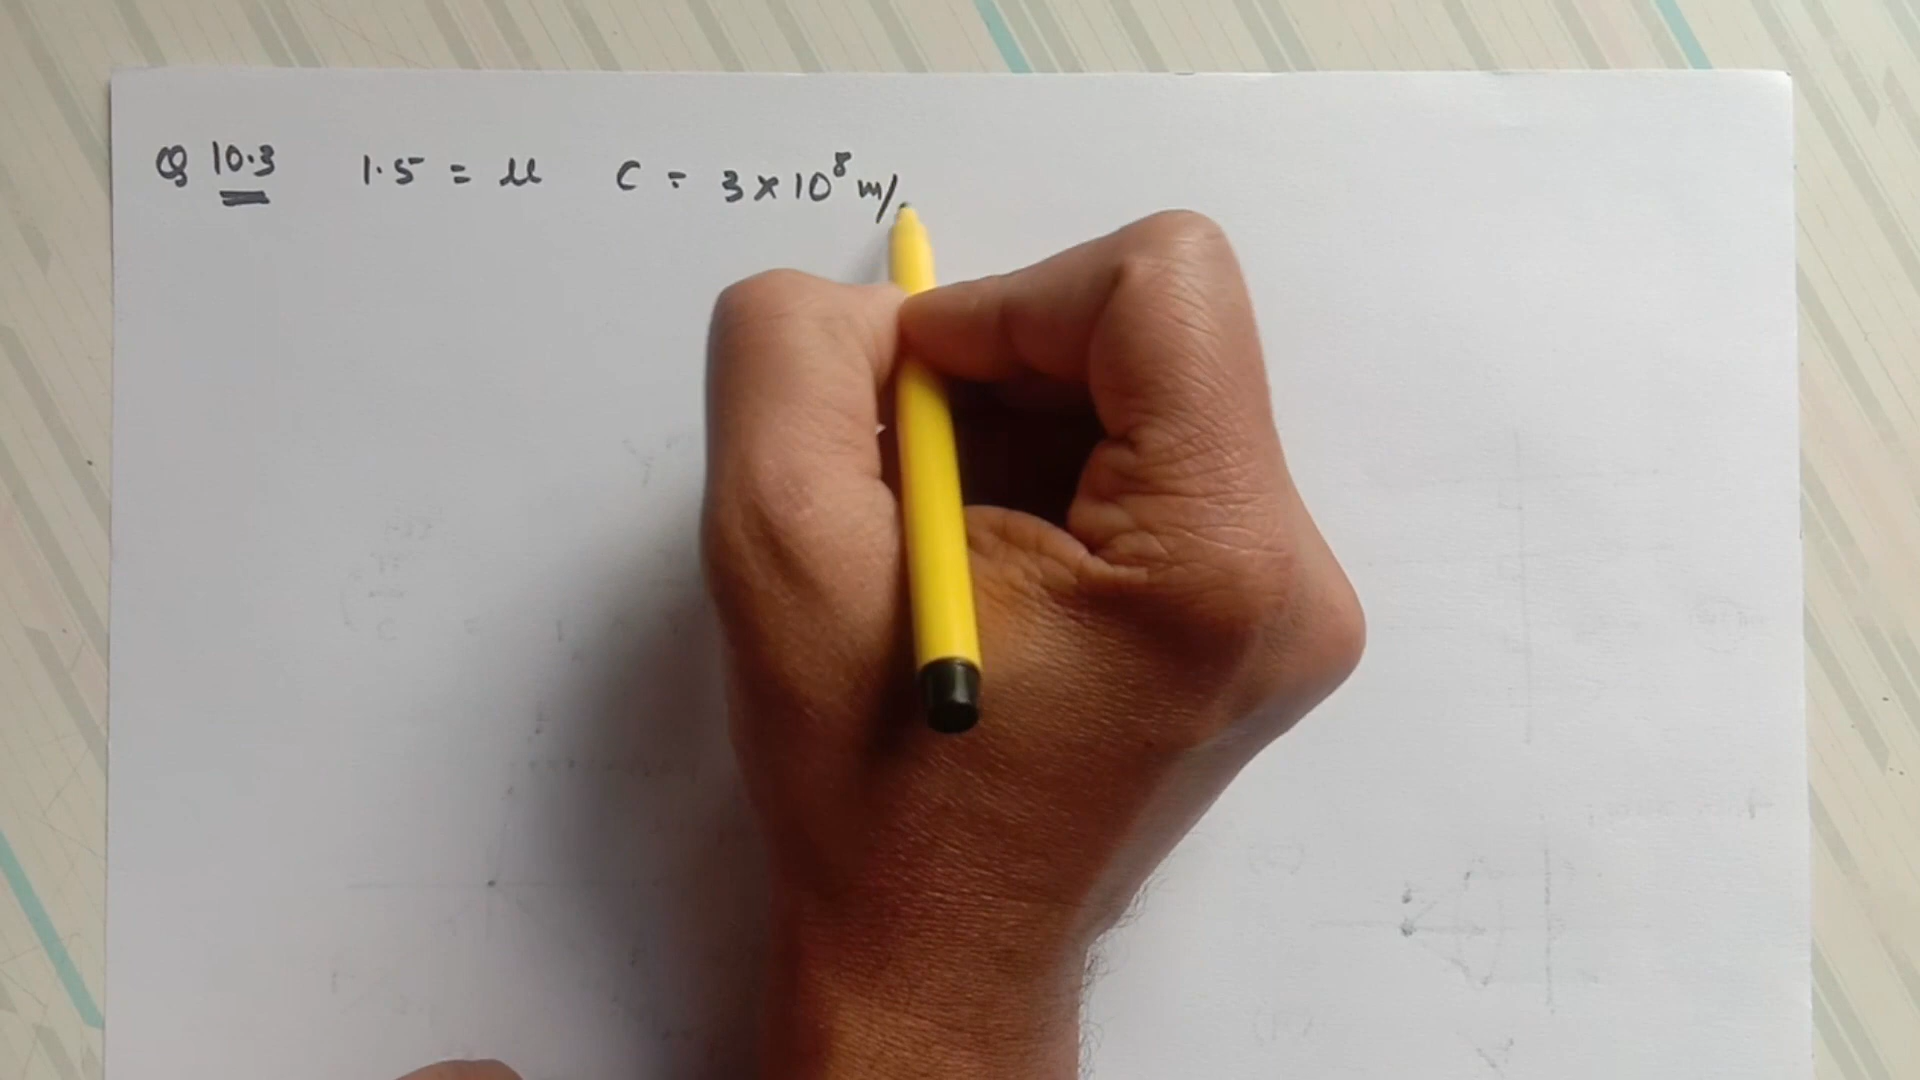 Q 10.3 1.5 = μ C = 3 × 10⁸ m/